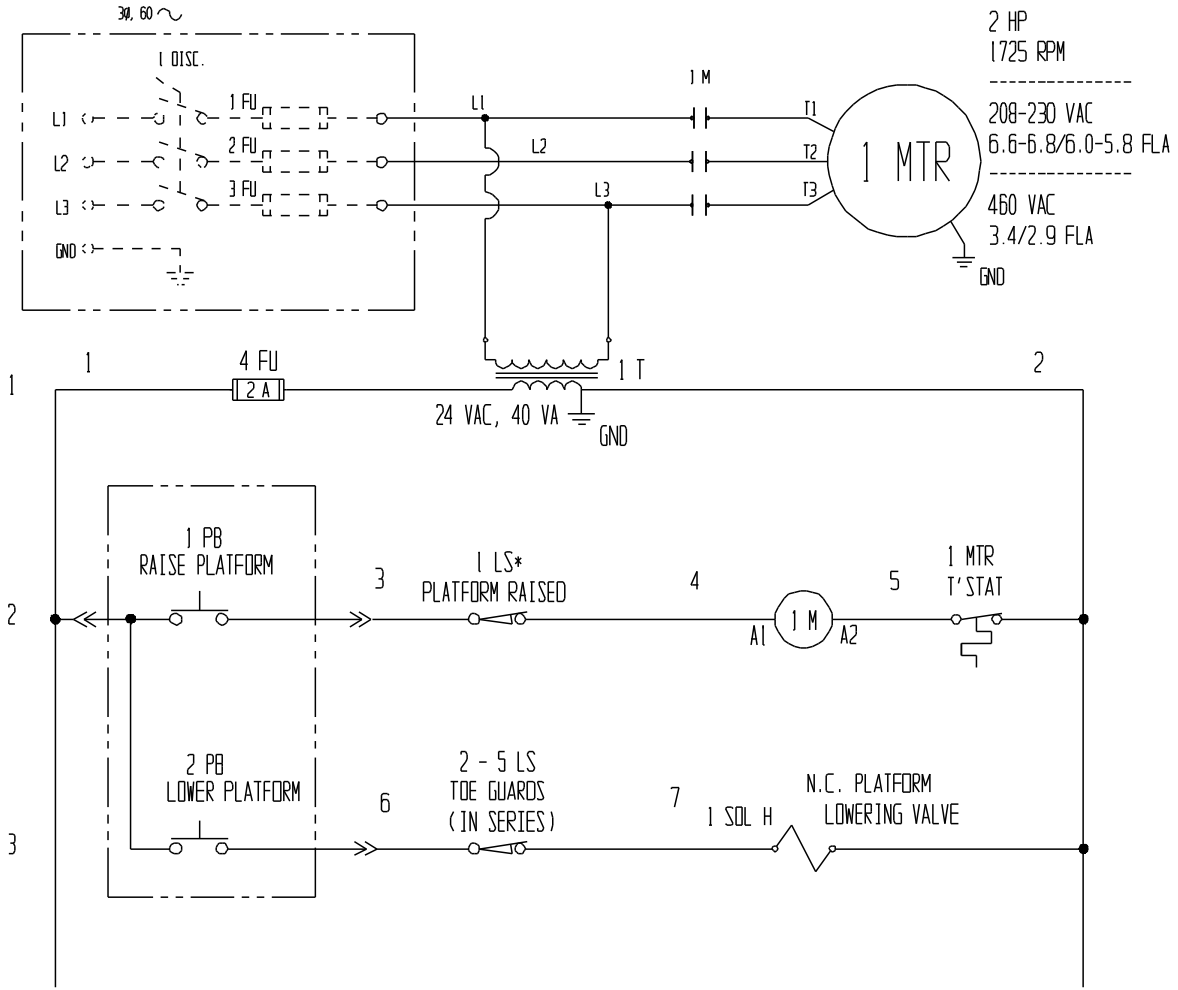 3Ø, 60 ~
1 DISC.
1 FU
L1
L1
1 M
T1
2 FU
L2
L2
T2
3 FU
L3
L3
T3
GND
1 MTR
2 HP
1725 RPM
208-230 VAC
6.6-6.8/6.0-5.8 FLA
460 VAC
3.4/2.9 FLA
GND
1
1
4 FU
2 A
1 T
2
24 VAC, 40 VA
GND
2
1 PB
RAISE PLATFORM
3
1 LS*
PLATFORM RAISED
4
A1
1 M
A2
5
1 MTR
T'STAT
3
2 PB
LOWER PLATFORM
6
2 - 5 LS
TOE GUARDS
(IN SERIES)
7
1 SOL H
N.C. PLATFORM
LOWERING VALVE